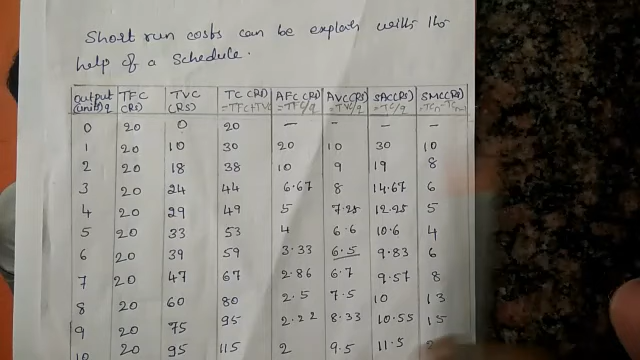 Short run costs can be explain with the
help of a Schedule.
output (units) q TFC (RS) TVC (RS) TC (RS) =TFC+TVC AFC(RS) =TFC/q AVC(RS) =TVC/q SAC(RS) =TC/q SMC(RS) =TCn-TCn-1
0 20 0 20 — — — —
1 20 10 30 20 10 30 10
2 20 18 38 10 9 19 8
3 20 24 44 6.67 8 14.67 6
4 20 29 49 5 7.25 12.25 5
5 20 33 53 4 6.6 10.6 4
6 20 39 59 3.33 6.5 9.83 6
7 20 47 67 2.86 6.7 9.57 8
8 20 60 80 2.5 7.5 10 13
9 20 75 95 2.22 8.33 10.55 15
10 20 95 115 2 9.5 11.5